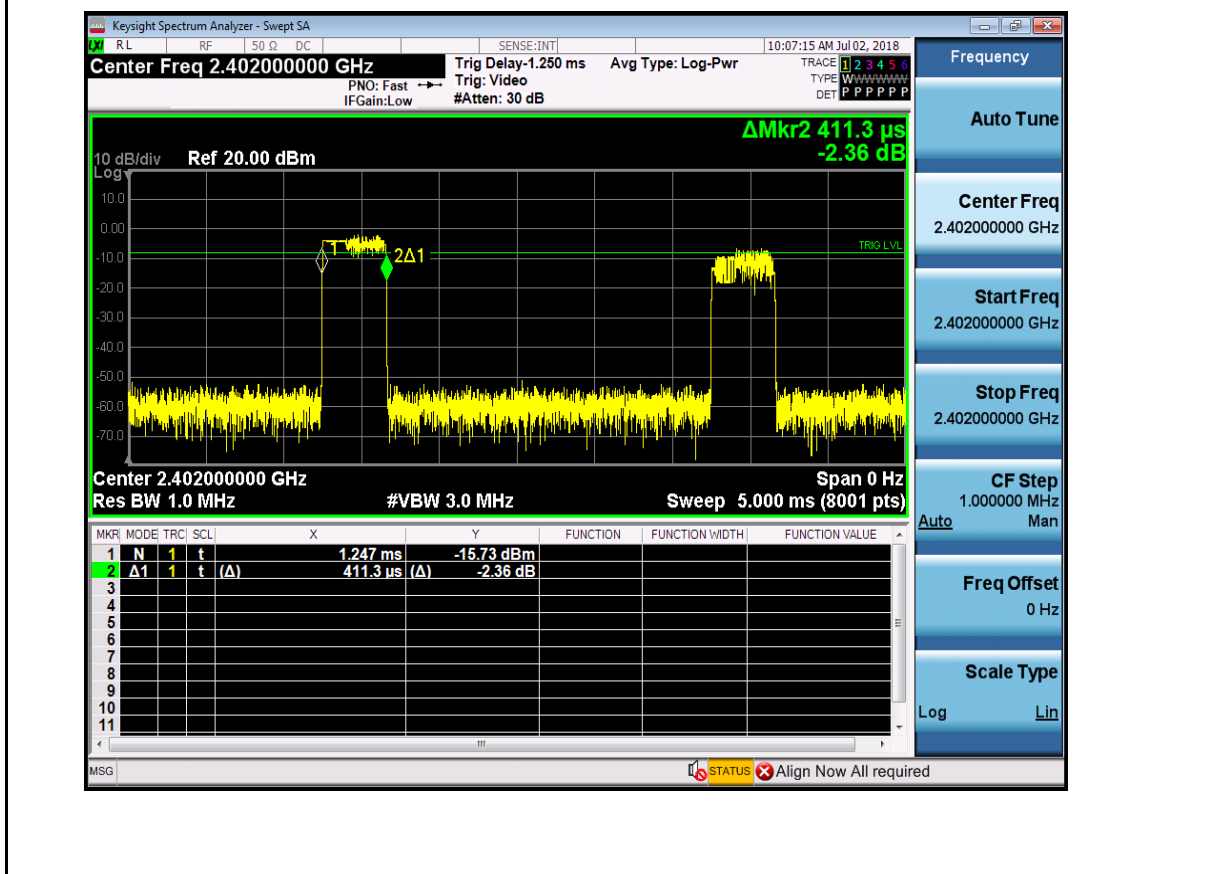 Keysight Spectrum Analyzer - Swept SA
LXI RL RF 50 Ω DC SENSE:INT 10:07:15 AM Jul 02, 2018
Center Freq 2.402000000 GHz
PNO: Fast
IFGain:Low
Trig Delay-1.250 ms
Trig: Video
#Atten: 30 dB
Avg Type: Log-Pwr
TRACE 1 2 3 4 5 6
TYPE WWWWWW
DET P P P P P P
ΔMkr2 411.3 µs
-2.36 dB
10 dB/div Ref 20.00 dBm
Log
10.0
0.00
-10.0
-20.0
-30.0
-40.0
-50.0
-60.0
-70.0
1
2Δ1
TRIG LVL
Center 2.402000000 GHz Span 0 Hz
Res BW 1.0 MHz #VBW 3.0 MHz Sweep 5.000 ms (8001 pts)
MKR MODE TRC SCL X Y FUNCTION FUNCTION WIDTH FUNCTION VALUE
1 N 1 t 1.247 ms -15.73 dBm
2 Δ1 1 t (Δ) 411.3 µs (Δ) -2.36 dB
3
4
5
6
7
8
9
10
11
MSG STATUS Align Now All required
Frequency
Auto Tune
Center Freq
2.402000000 GHz
Start Freq
2.402000000 GHz
Stop Freq
2.402000000 GHz
CF Step
1.000000 MHz
Auto Man
Freq Offset
0 Hz
Scale Type
Log Lin